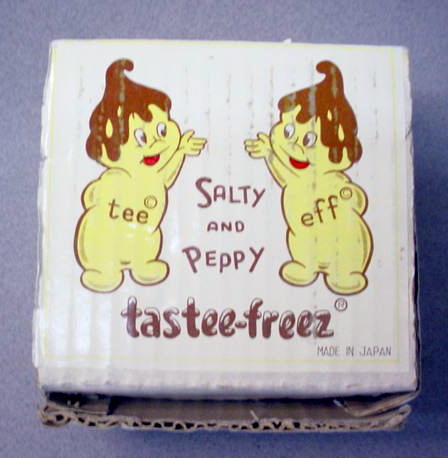 tee©
eff©
SALTY
AND
PEPPY
tastee-freez®
MADE IN JAPAN